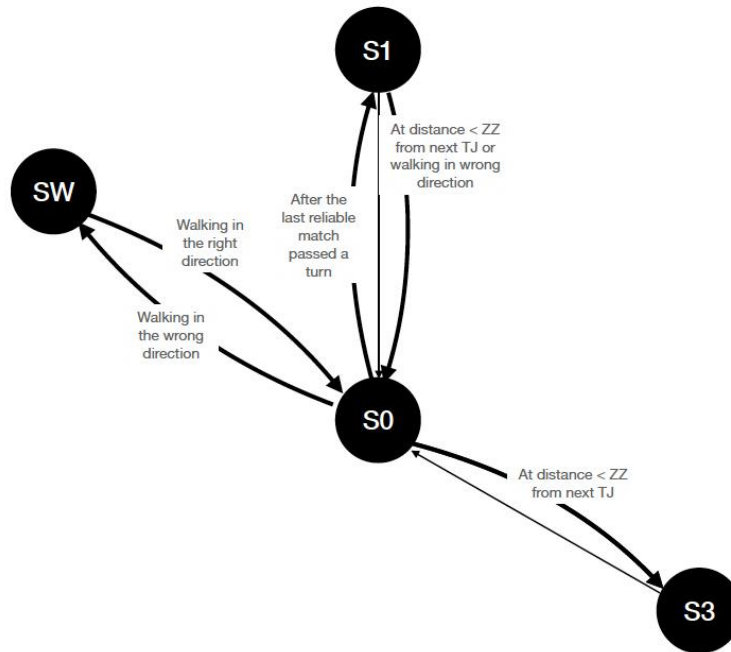 S1
At distance < ZZ
from next TJ or
walking in wrong
direction
SW
After the
last reliable
match
passed a
turn
Walking in
the right
direction
Walking in
the wrong
direction
S0
At distance < ZZ
from next TJ
S3